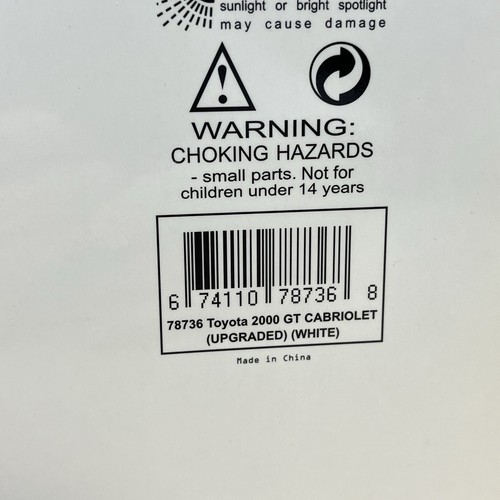 sunlight or bright spotlight
may cause damage
WARNING:
CHOKING HAZARDS
- small parts. Not for
children under 14 years
6 74110 78736 8
78736 Toyota 2000 GT CABRIOLET
(UPGRADED) (WHITE)
Made in China